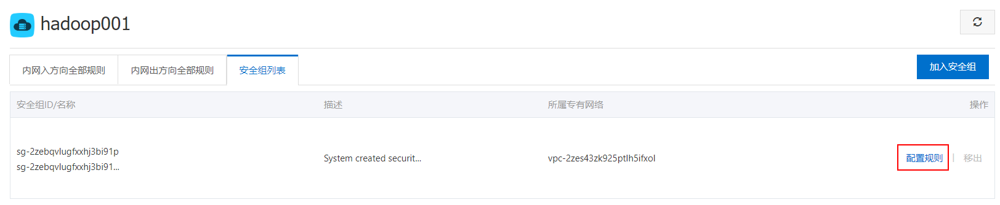 hadoop001
内网入方向全部规则 内网出方向全部规则 安全组列表 加入安全组
安全组ID/名称 描述 所属专有网络 操作
sg-2zebqvlugfxxhj3bi91p
sg-2zebqvlugfxxhj3bi91...
System created securit... vpc-2zes43zk925ptlh5ifxol 配置规则 | 移出